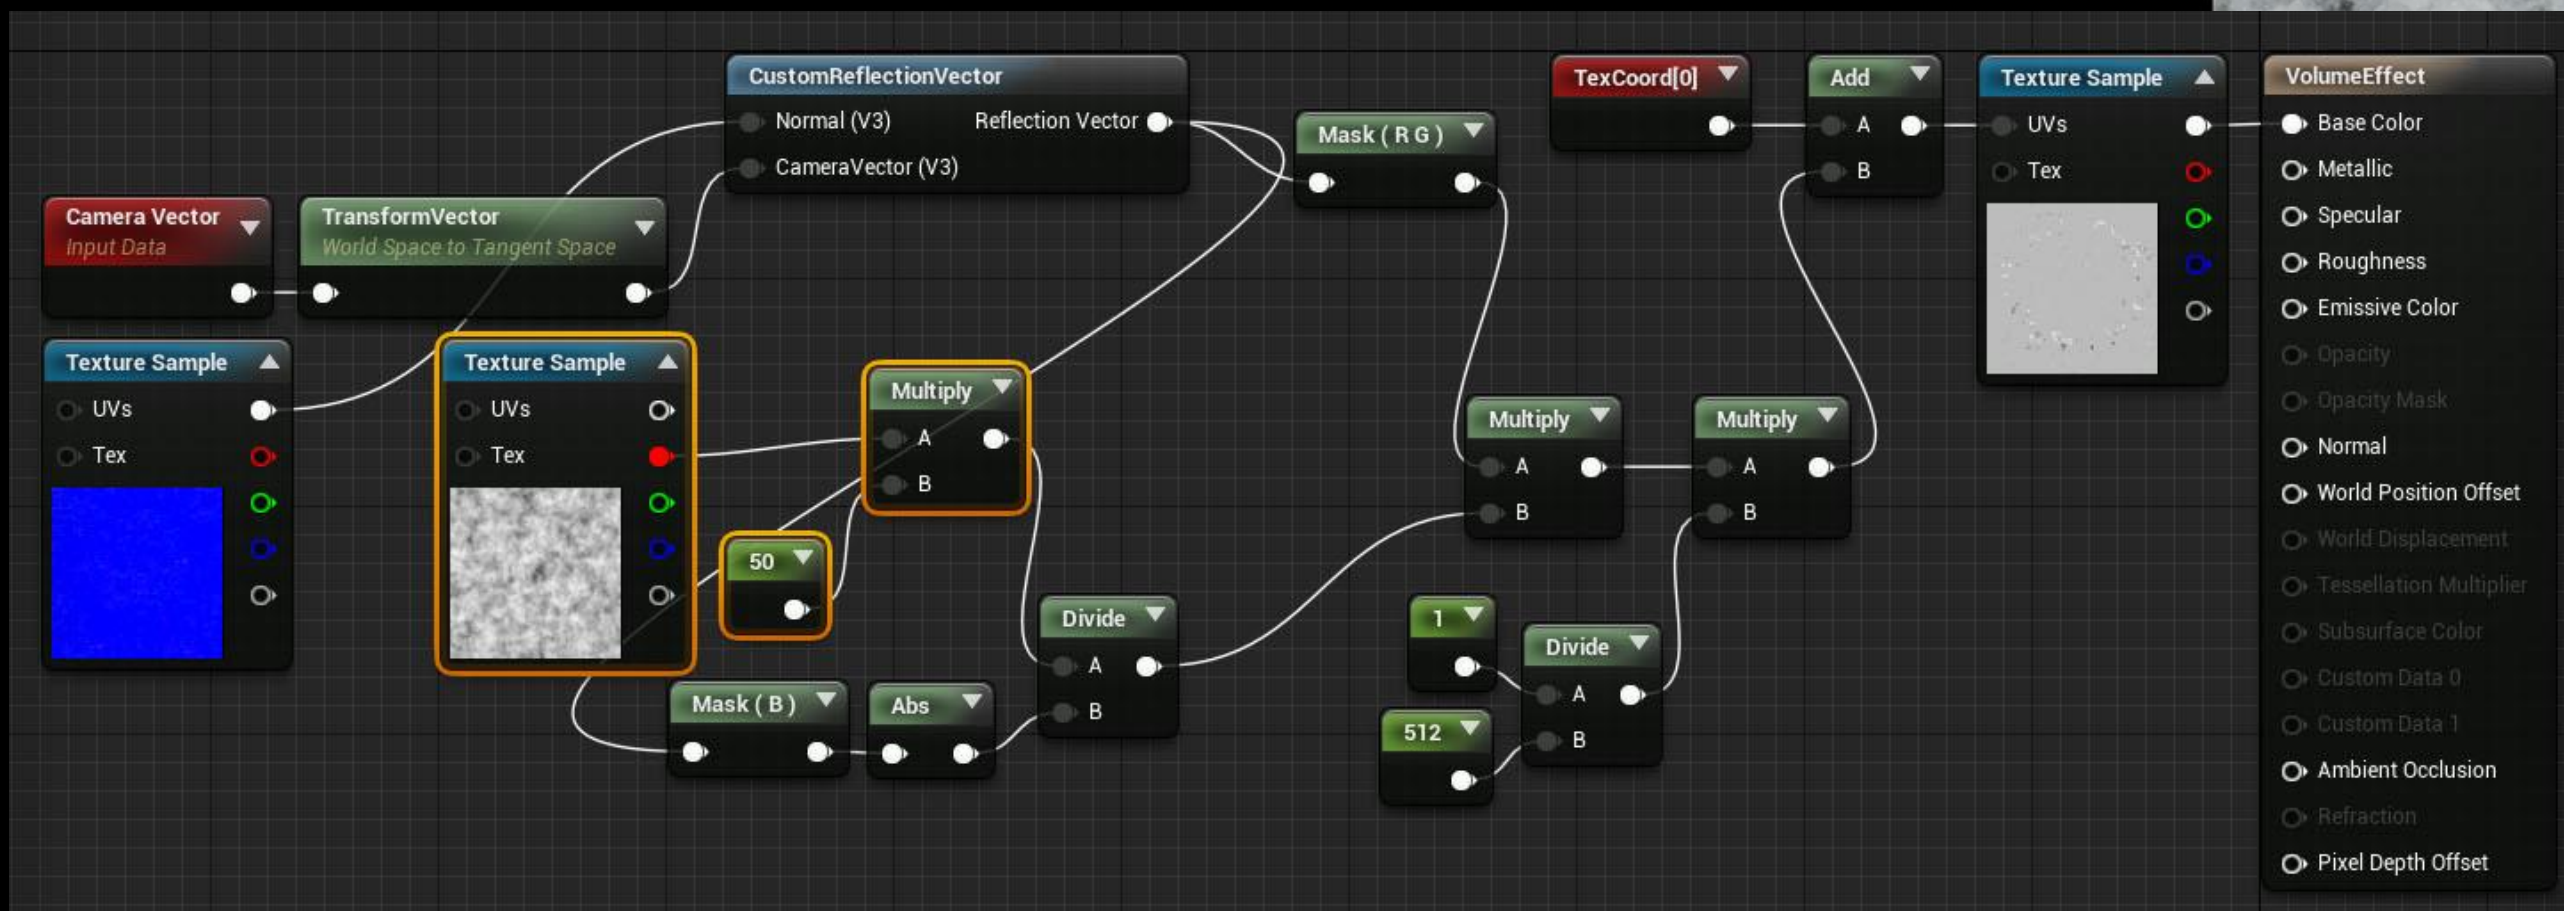 CustomReflectionVector
Normal (V3)
Reflection Vector
CameraVector (V3)
Camera Vector
Input Data
TransformVector
World Space to Tangent Space
Texture Sample
UVs
Tex
Texture Sample
UVs
Tex
Multiply
A
B
50
Mask ( B )
Abs
Divide
A
B
Mask ( R G )
TexCoord[0]
Add
A
B
Multiply
A
B
Multiply
A
B
1
512
Divide
A
B
Texture Sample
UVs
Tex
VolumeEffect
Base Color
Metallic
Specular
Roughness
Emissive Color
Opacity
Opacity Mask
Normal
World Position Offset
World Displacement
Tessellation Multiplier
Subsurface Color
Custom Data 0
Custom Data 1
Ambient Occlusion
Refraction
Pixel Depth Offset